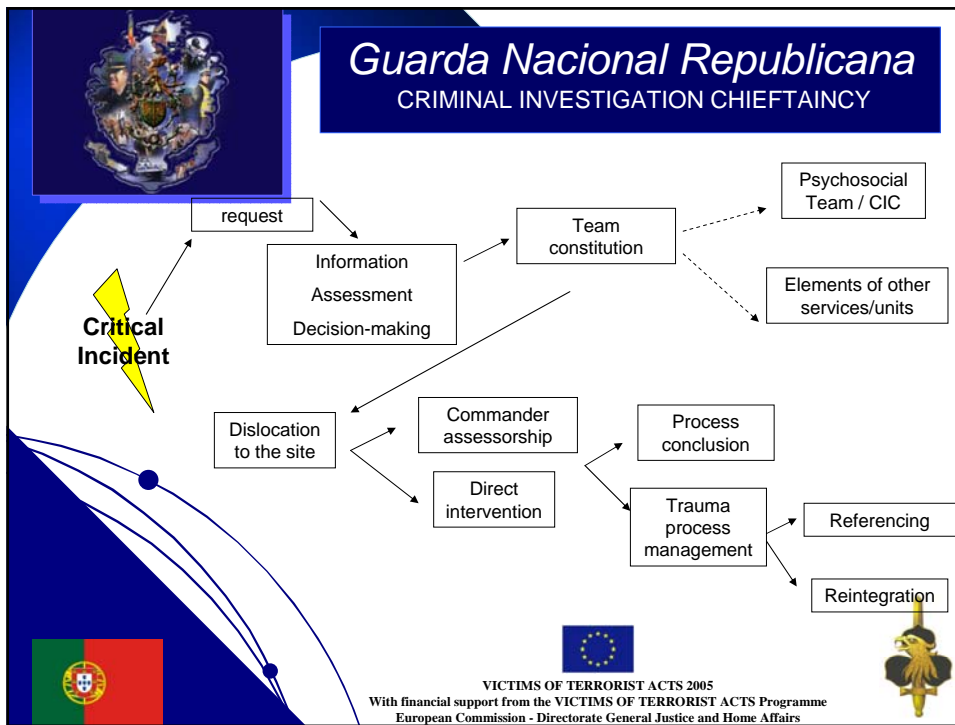 Guarda Nacional Republicana
CRIMINAL INVESTIGATION CHIEFTAINCY
request
Information
Assessment
Decision-making
Team
constitution
Psychosocial
Team / CIC
Elements of other
services/units
Critical
Incident
Dislocation
to the site
Commander
assessorship
Direct
intervention
Process
conclusion
Trauma
process
management
Referencing
Reintegration
VICTIMS OF TERRORIST ACTS 2005
With financial support from the VICTIMS OF TERRORIST ACTS Programme
European Commission - Directorate General Justice and Home Affairs